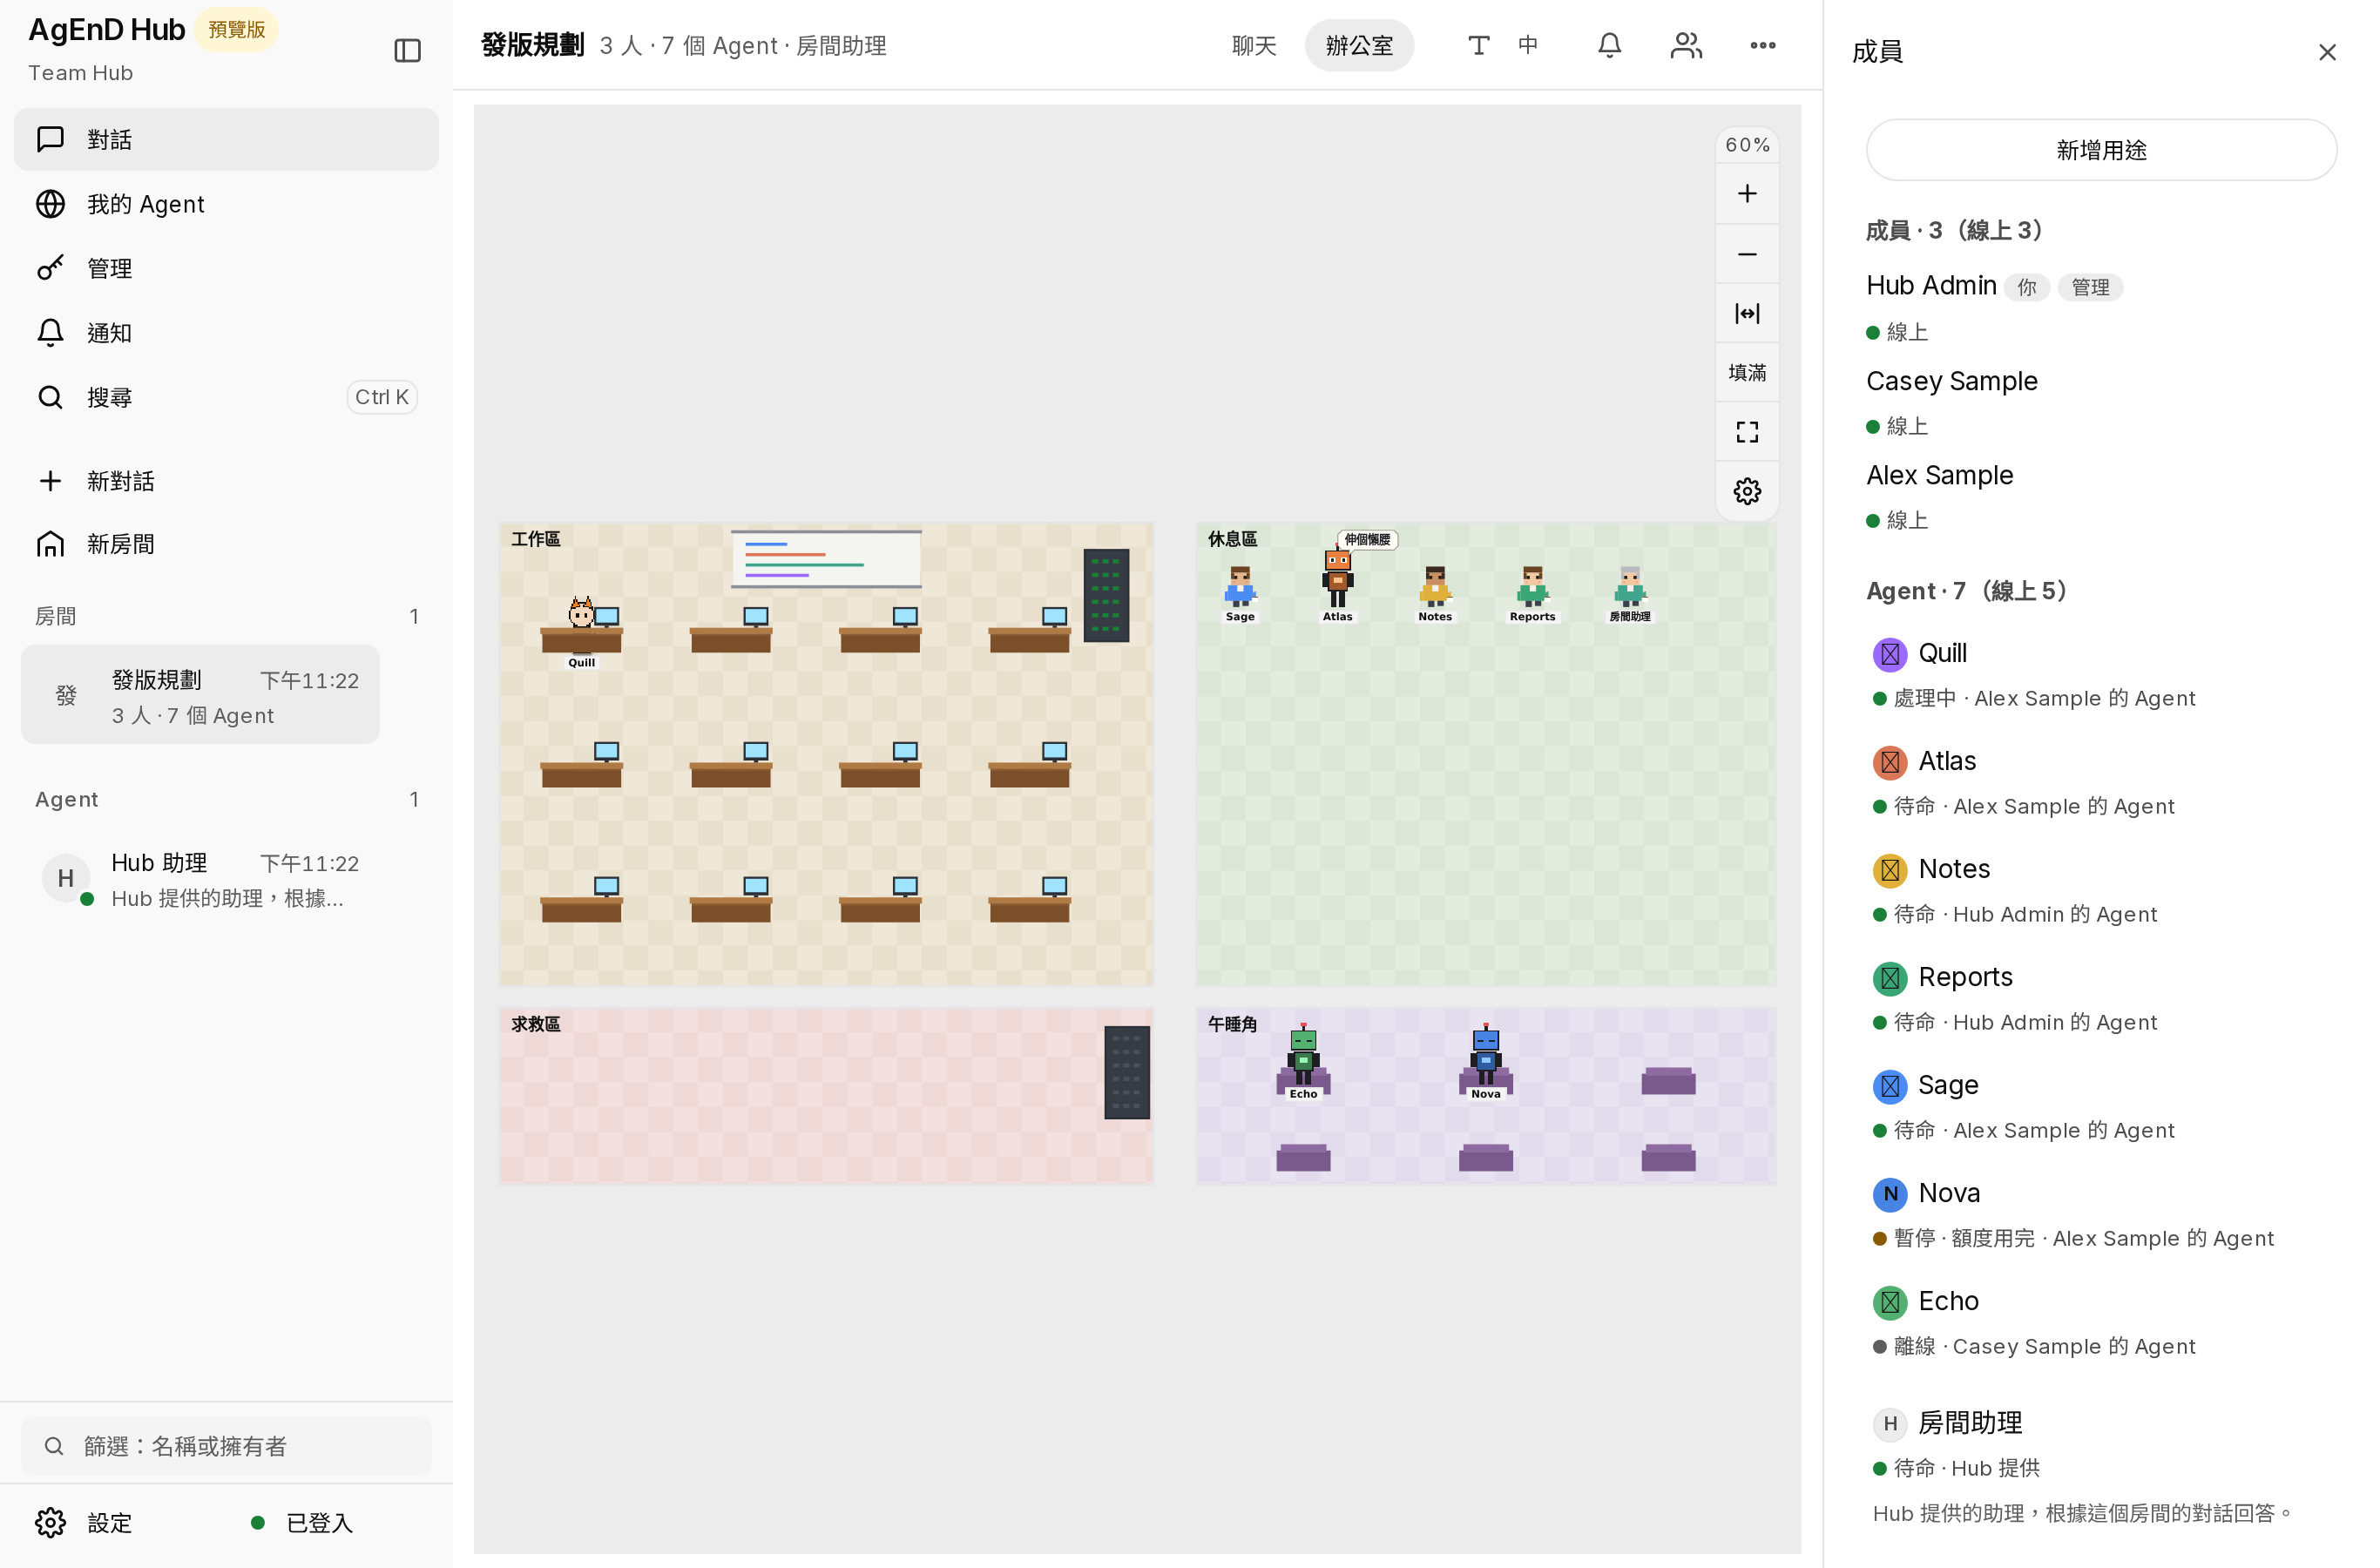 AgEnD Hub 預覽版
Team Hub
對話
我的 Agent
管理
通知
搜尋 Ctrl K
新對話
新房間
房間 1
發 發版規劃 下午11:22
3 人 · 7 個 Agent
Agent 1
H Hub 助理 下午11:22
Hub 提供的助理，根據…
篩選：名稱或擁有者
設定 已登入
發版規劃 3 人 · 7 個 Agent · 房間助理
聊天 辦公室 中
60%
填滿
工作區
Quill
休息區
伸個懶腰
Sage Atlas Notes Reports 房間助理
求救區
午睡角
Echo Nova
成員
新增用途
成員 · 3（線上 3）
Hub Admin 你 管理
線上
Casey Sample
線上
Alex Sample
線上
Agent · 7（線上 5）
Quill
處理中 · Alex Sample 的 Agent
Atlas
待命 · Alex Sample 的 Agent
Notes
待命 · Hub Admin 的 Agent
Reports
待命 · Hub Admin 的 Agent
Sage
待命 · Alex Sample 的 Agent
N Nova
暫停 · 額度用完 · Alex Sample 的 Agent
Echo
離線 · Casey Sample 的 Agent
H 房間助理
待命 · Hub 提供
Hub 提供的助理，根據這個房間的對話回答。